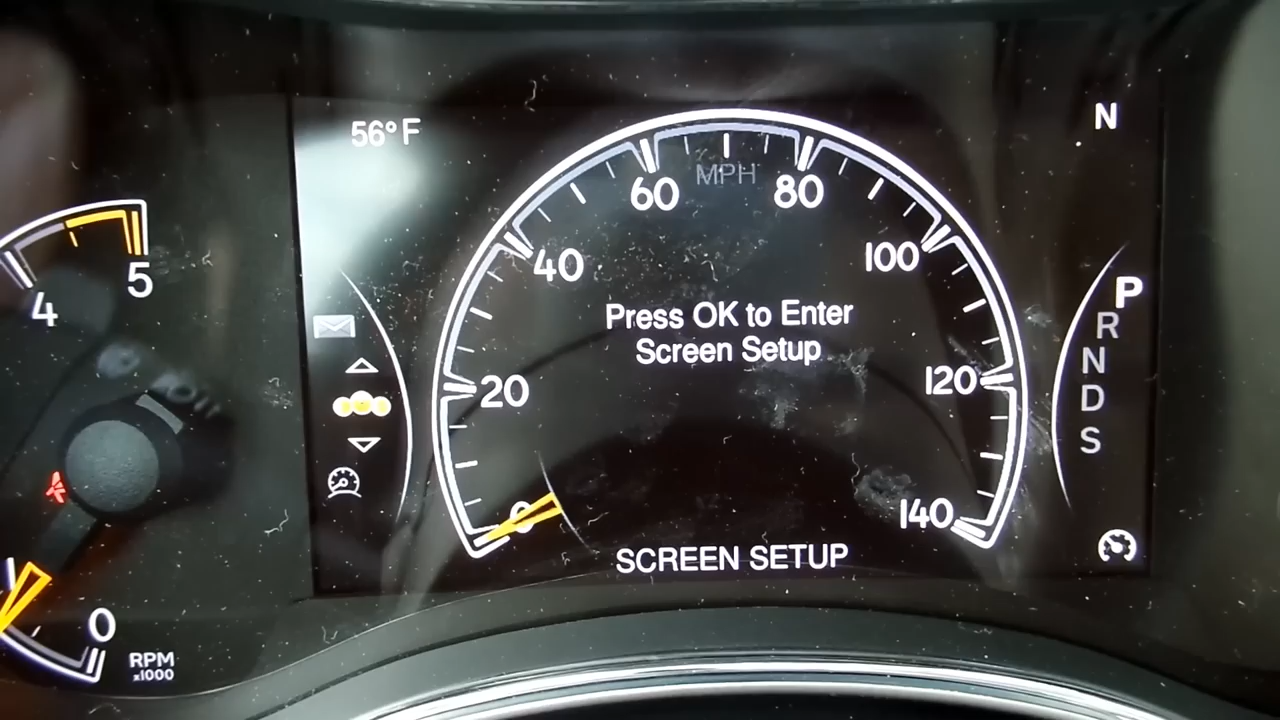 56°F
N
MPH
60
80
40
100
5
4
Press OK to Enter
Screen Setup
P
R
N
D
S
20
120
0
140
SCREEN SETUP
0
RPM
x1000